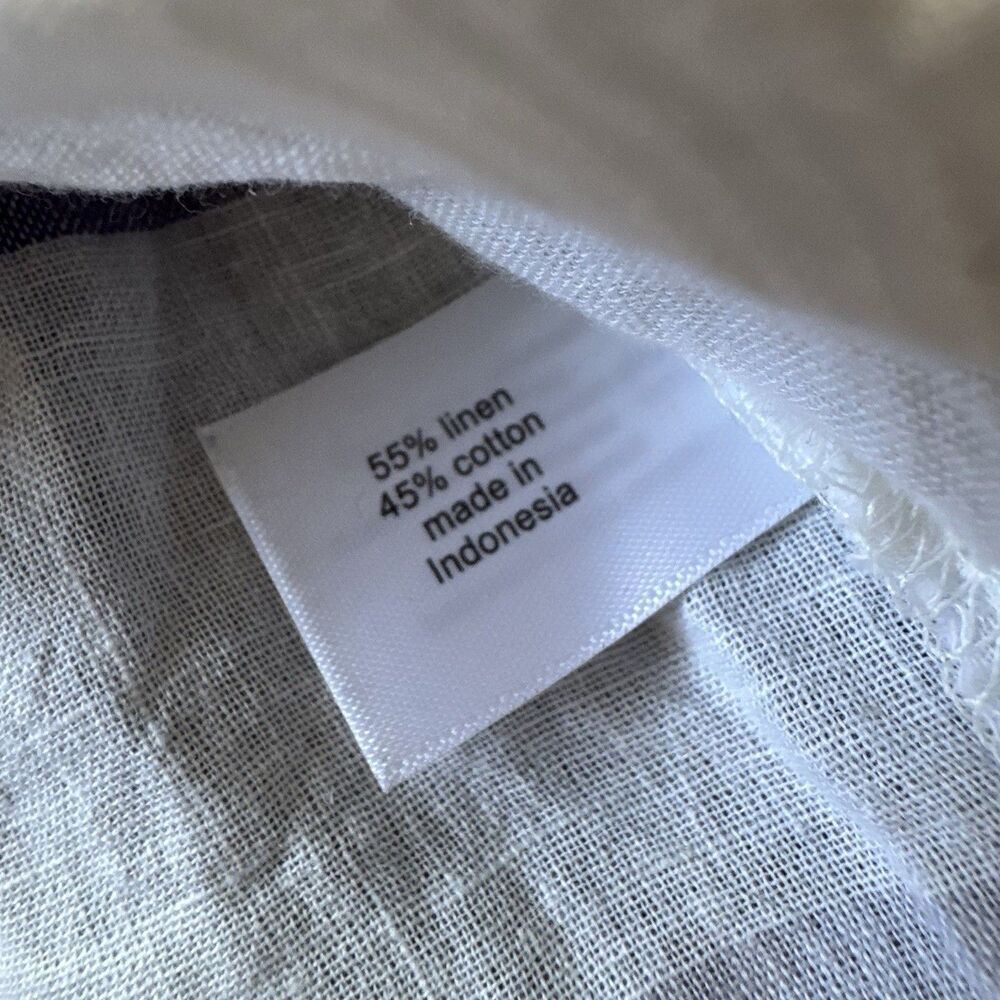 55% linen
45% cotton
made in
Indonesia